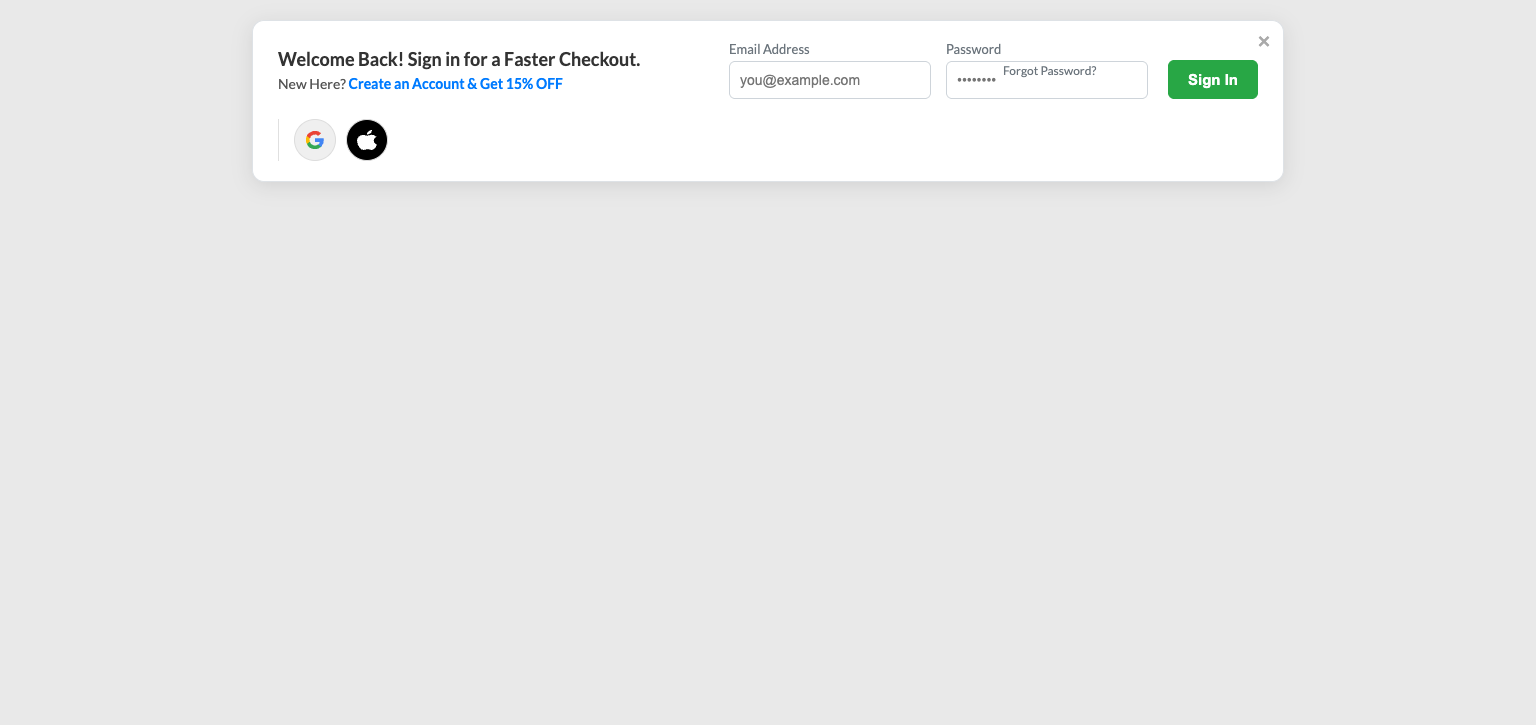 Welcome Back! Sign in for a Faster Checkout.
New Here? Create an Account & Get 15% OFF
Email Address
you@example.com
Password
••••••••
Forgot Password?
Sign In
×